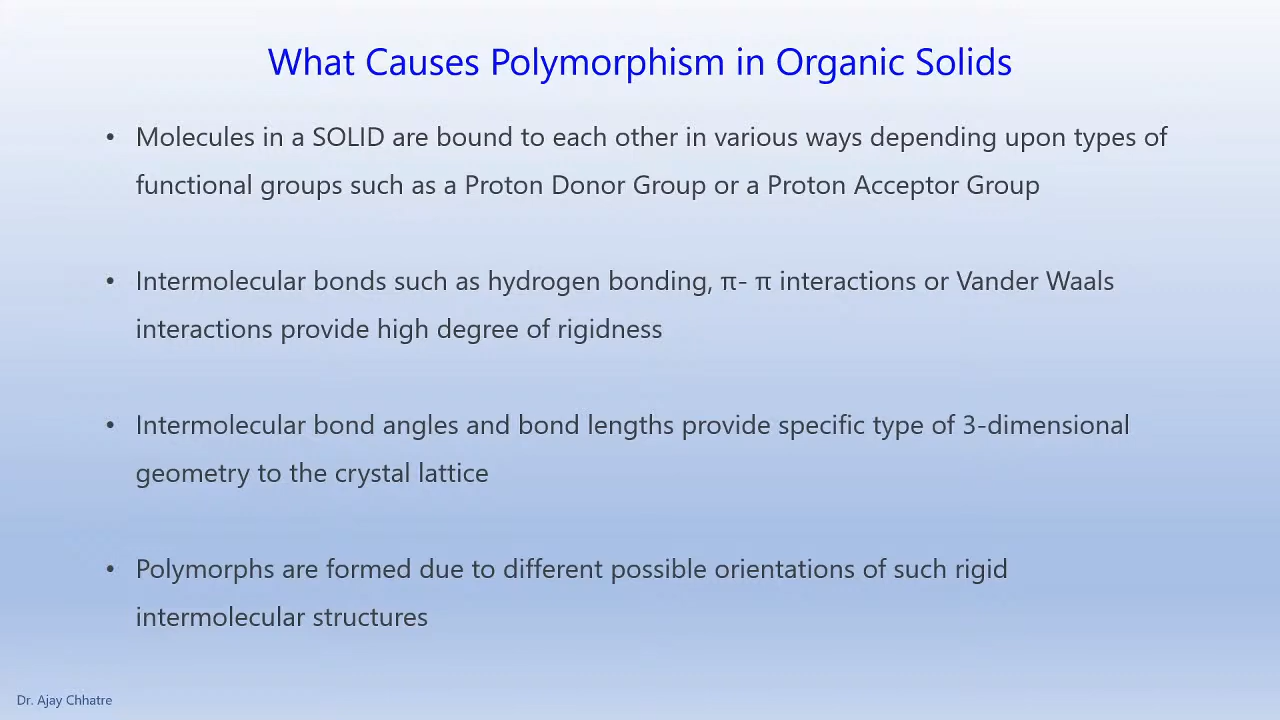 What Causes Polymorphism in Organic Solids
• Molecules in a SOLID are bound to each other in various ways depending upon types of
functional groups such as a Proton Donor Group or a Proton Acceptor Group
• Intermolecular bonds such as hydrogen bonding, π- π interactions or Vander Waals
interactions provide high degree of rigidness
• Intermolecular bond angles and bond lengths provide specific type of 3-dimensional
geometry to the crystal lattice
• Polymorphs are formed due to different possible orientations of such rigid
intermolecular structures
Dr. Ajay Chhatre